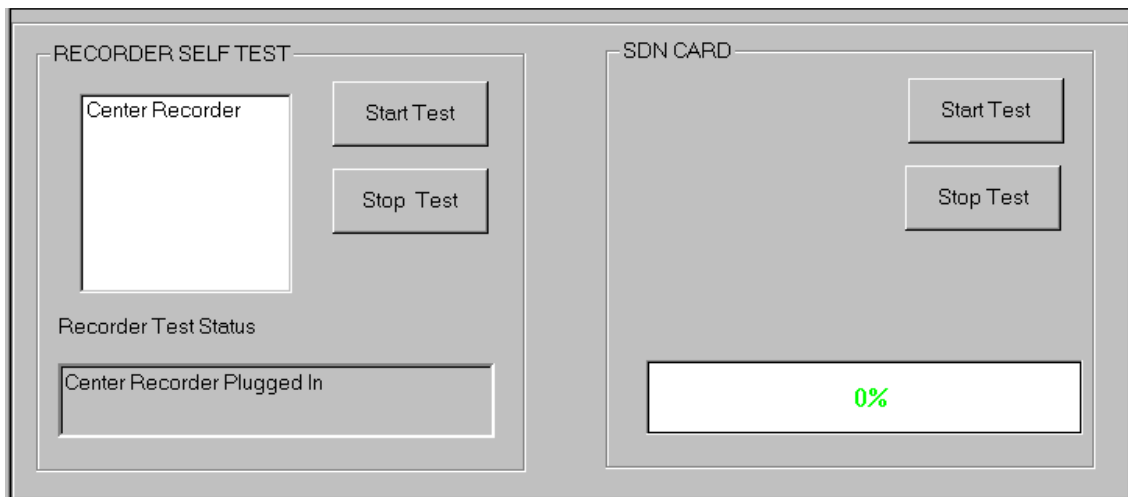 RECORDER SELF TEST
Center Recorder
Start Test
Stop Test
Recorder Test Status
Center Recorder Plugged In
SDN CARD
Start Test
Stop Test
0%